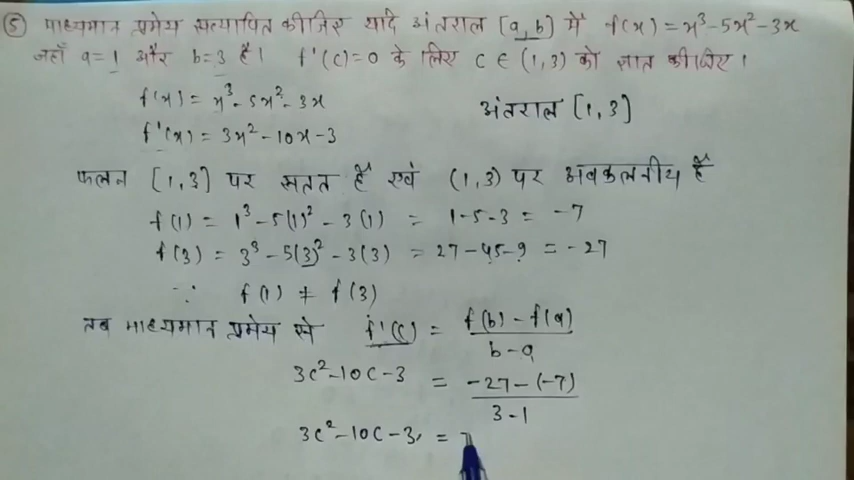 ⑤ माध्यमान प्रमेय सत्यापित कीजिए यदि अंतराल [a, b] में f(x) = x³-5x²-3x
जहाँ a=1 और b=3 है। f'(c)=0 के लिए c ∈ (1,3) को ज्ञात कीजिए।
f'(x) = x³-5x²-3x
अंतराल [1,3]
f'(x) = 3x²-10x-3
फलन [1,3] पर सतत है एवं (1,3) पर अवकलनीय है
f(1) = 1³-5(1)²-3(1) = 1-5-3 = -7
f(3) = 3³-5(3)²-3(3) = 27-45-9 = -27
∵ f(1) ≠ f(3)
तब माध्यमान प्रमेय से f'(c) = f(b)-f(a)
b-a
3c²-10c-3 = -27-(-7)
3-1
3c²-10c-3 =